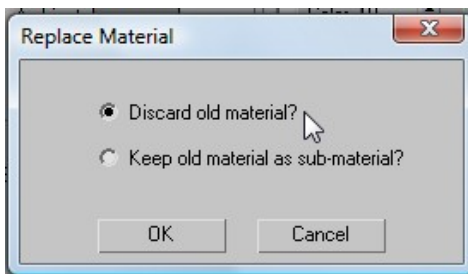 Replace Material
Discard old material?
Keep old material as sub-material?
OK
Cancel